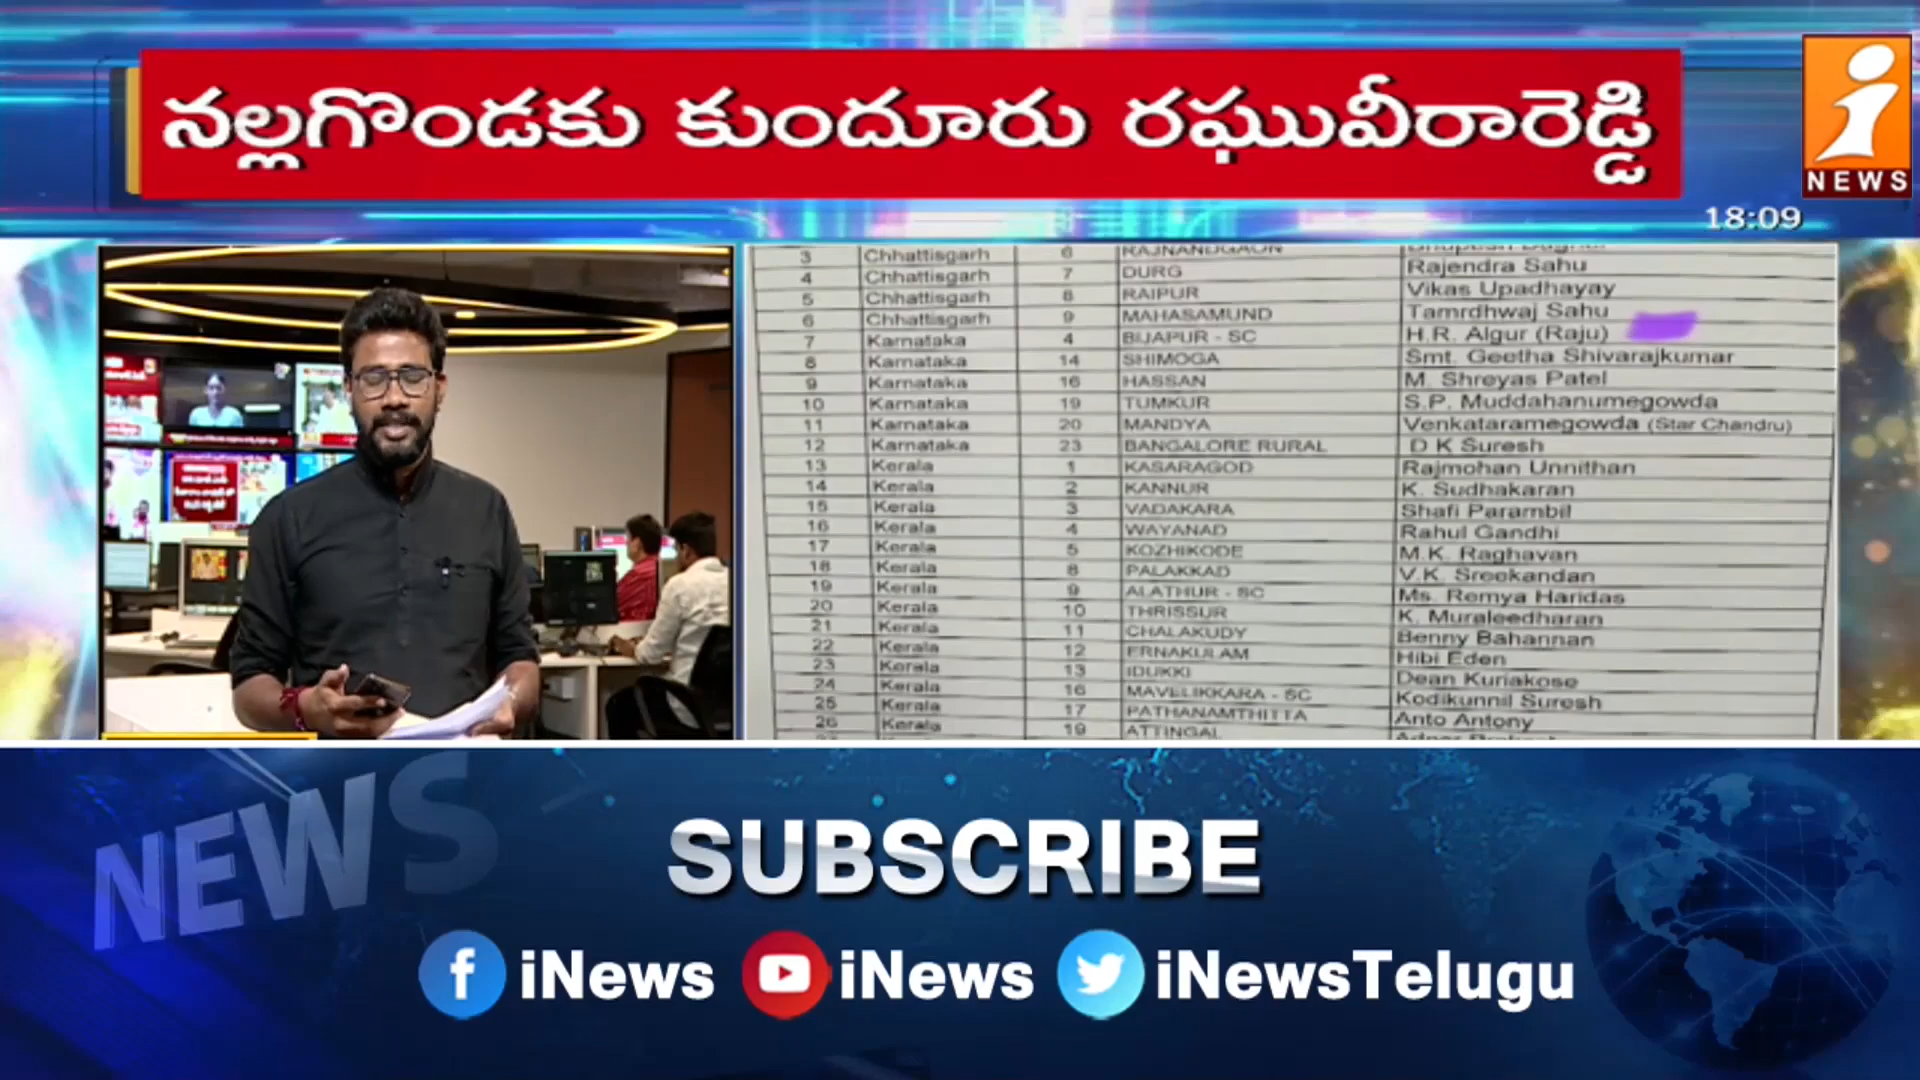 నల్లగొండకు కుందూరు రఘువీరారెడ్డి
i
NEWS
18:09
3 Chhattisgarh 6 RAJNANDGAON
4 Chhattisgarh 7 DURG Rajendra Sahu
5 Chhattisgarh 8 RAIPUR Vikas Upadhayay
6 Chhattisgarh 9 MAHASAMUND Tamrdhwaj Sahu
7 Karnataka 4 BIJAPUR - SC H.R. Algur (Raju)
8 Karnataka 14 SHIMOGA Smt. Geetha Shivarajkumar
9 Karnataka 16 HASSAN M. Shreyas Patel
10 Karnataka 19 TUMKUR S.P. Muddahanumegowda
11 Karnataka 20 MANDYA Venkataramegowda (Star Chandru)
12 Karnataka 23 BANGALORE RURAL D K Suresh
13 Kerala 1 KASARAGOD Rajmohan Unnithan
14 Kerala 2 KANNUR K. Sudhakaran
15 Kerala 3 VADAKARA Shafi Parambil
16 Kerala 4 WAYANAD Rahul Gandhi
17 Kerala 5 KOZHIKODE M.K. Raghavan
18 Kerala 8 PALAKKAD V.K. Sreekandan
19 Kerala 9 ALATHUR - SC Ms. Remya Haridas
20 Kerala 10 THRISSUR K. Muraleedharan
21 Kerala 11 CHALAKUDY Benny Bahannan
22 Kerala 12 ERNAKULAM Hibi Eden
23 Kerala 13 IDUKKI Dean Kuriakose
24 Kerala 16 MAVELIKKARA - SC Kodikunnil Suresh
25 Kerala 17 PATHANAMTHITTA Anto Antony
26 Kerala 19 ATTINGAL
NEWS
SUBSCRIBE
iNews iNews iNewsTelugu